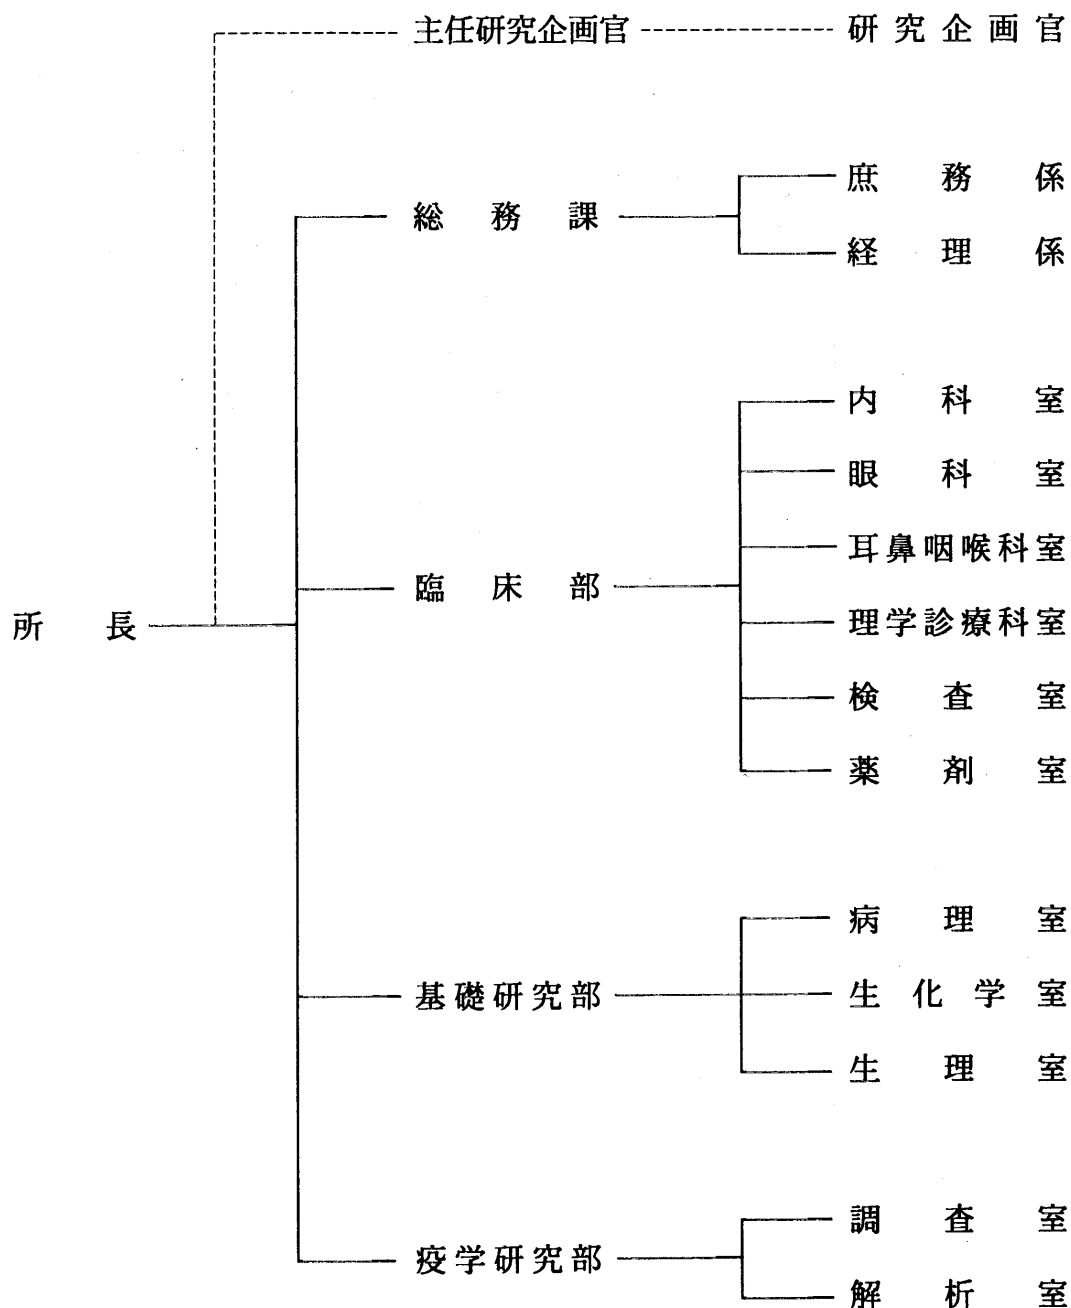 主任研究企画官 研究企画官
庶務係
総務課
経理係
内科室
眼科室
耳鼻咽喉科室
臨床部
理学診療科室
所長
検査室
薬剤室
病理室
基礎研究部 生化学室
生理室
調査室
疫学研究部
解析室